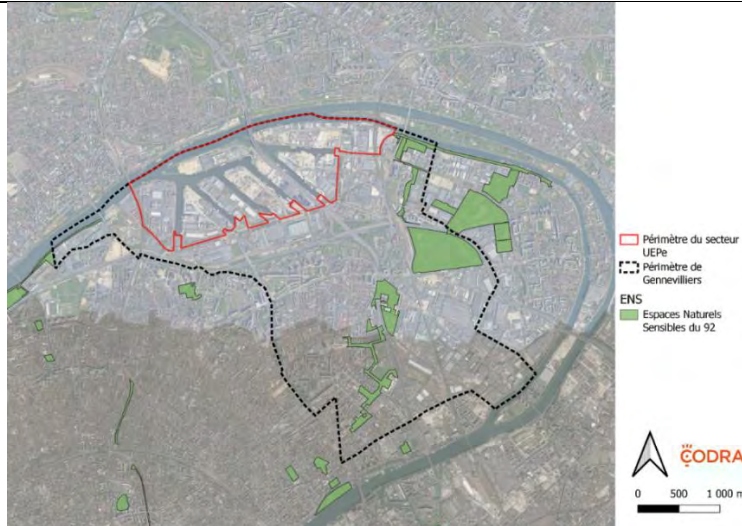 Périmètre du secteur
UEPe
Périmètre de
Gennevilliers
ENS
Espaces Naturels
Sensibles du 92
CODRA
0 500 1 000 m